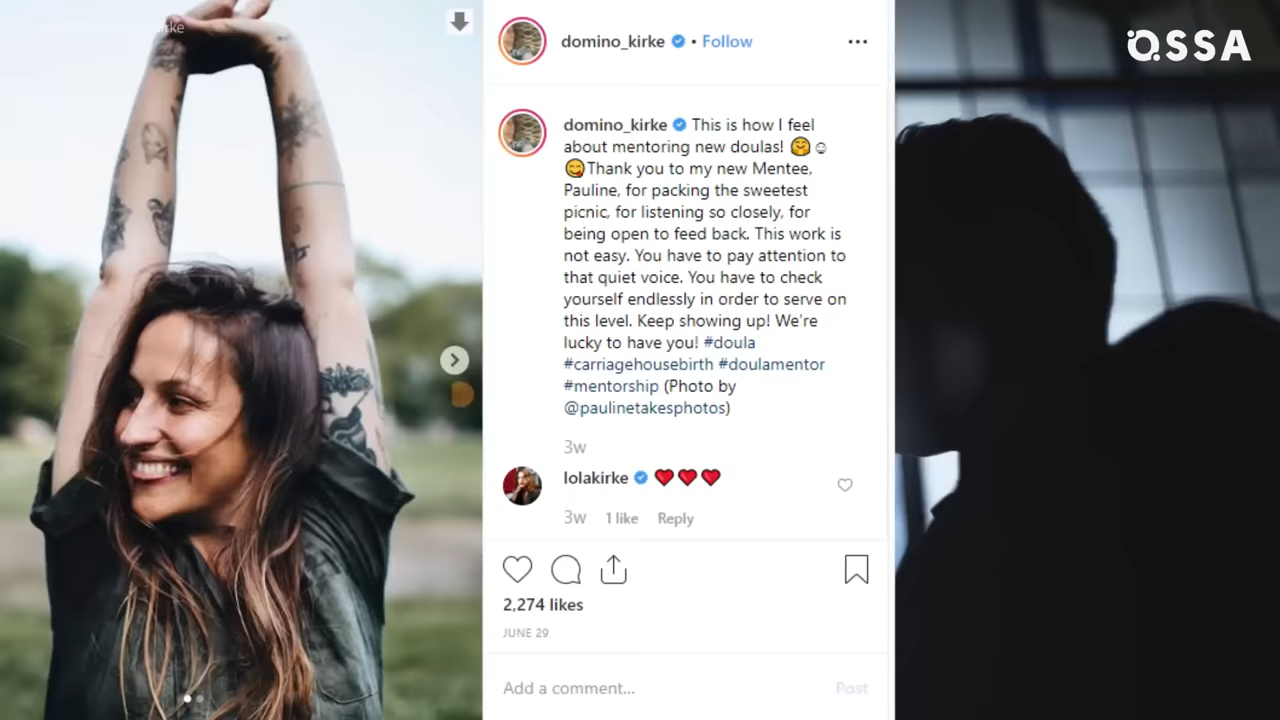 rke
OSSA
domino_kirke • Follow
domino_kirke This is how I feel
about mentoring new doulas! 🤗☺
😋Thank you to my new Mentee,
Pauline, for packing the sweetest
picnic, for listening so closely, for
being open to feed back. This work is
not easy. You have to pay attention to
that quiet voice. You have to check
yourself endlessly in order to serve on
this level. Keep showing up! We're
lucky to have you! #doula
#carriagehousebirth #doulamentor
#mentorship (Photo by
@paulinetakesphotos)
3w
lolakirke ❤️❤️❤️
3w 1 like Reply
2,274 likes
JUNE 29
Add a comment... Post